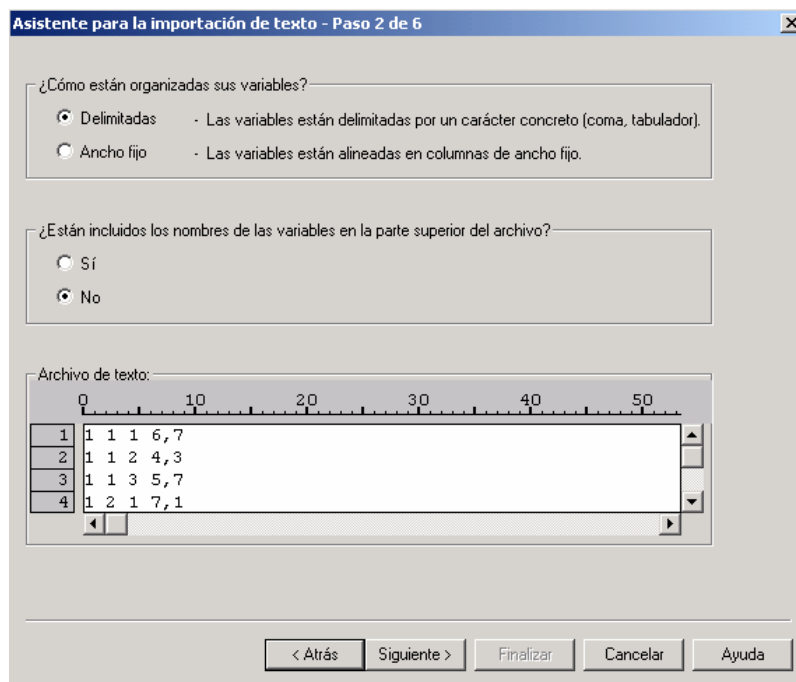 Asistente para la importación de texto - Paso 2 de 6
¿Cómo están organizadas sus variables?
Delimitadas - Las variables están delimitadas por un carácter concreto (coma, tabulador).
Ancho fijo - Las variables están alineadas en columnas de ancho fijo.
¿Están incluidos los nombres de las variables en la parte superior del archivo?
Sí
No
Archivo de texto:
0 10 20 30 40 50
1 1 1 1 6,7
2 1 1 2 4,3
3 1 1 3 5,7
4 1 2 1 7,1
< Atrás Siguiente > Finalizar Cancelar Ayuda